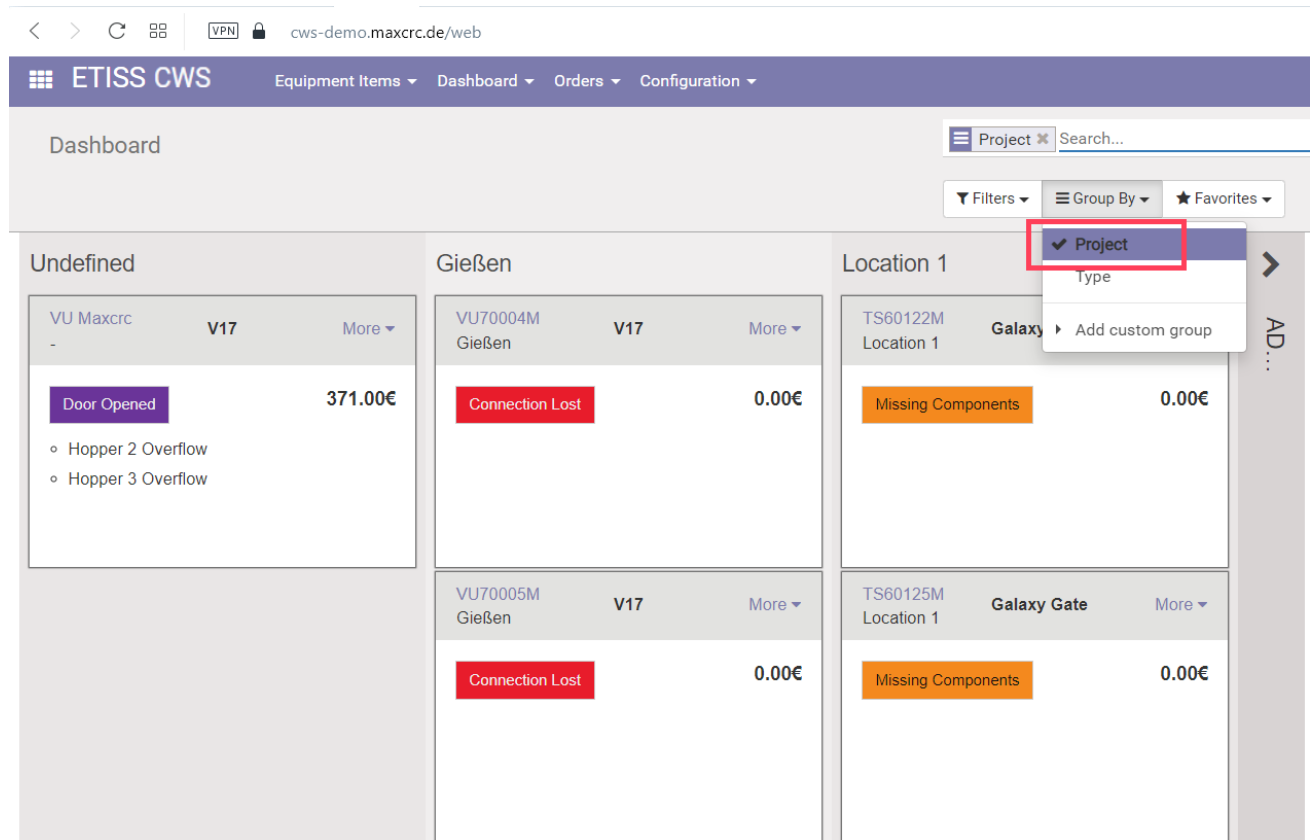 VPN cws-demo.maxcrc.de/web
ETISS CWS Equipment Items Dashboard Orders Configuration
Dashboard
Project Search...
Filters Group By Favorites
Project
Type
Add custom group
Undefined
VU Maxcrc
-
V17 More
Door Opened 371.00€
Hopper 2 Overflow
Hopper 3 Overflow
Gießen
VU70004M
Gießen
V17 More
Connection Lost 0.00€
VU70005M
Gießen
V17 More
Connection Lost 0.00€
Location 1
TS60122M
Location 1
Galaxy
Missing Components 0.00€
TS60125M
Location 1
Galaxy Gate More
Missing Components 0.00€
AD...